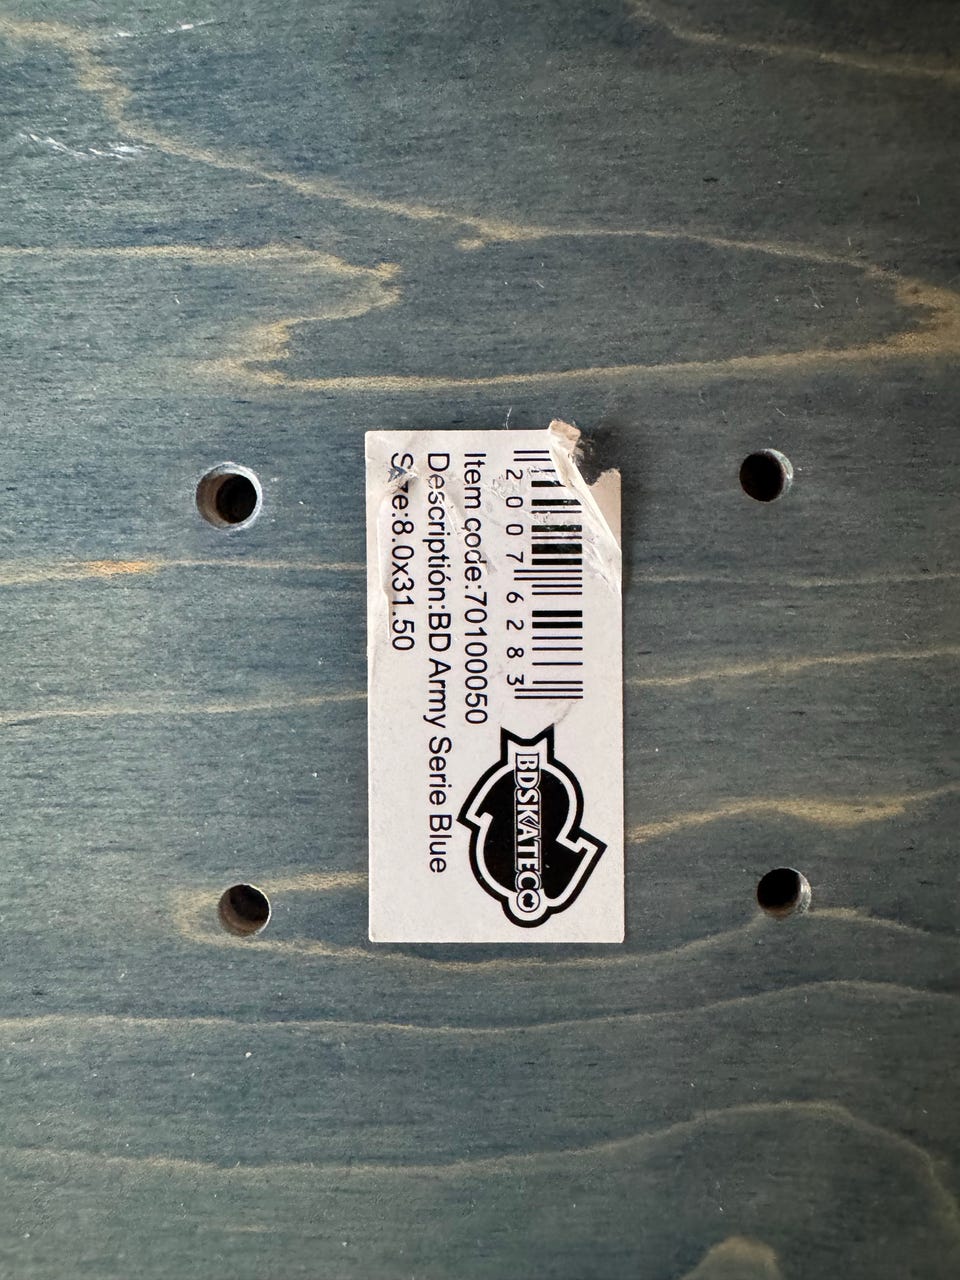 2007 6283
Item code:70100050
Descriptión:BD Army Serie Blue
Size:8.0x31.50
BDSKATECO